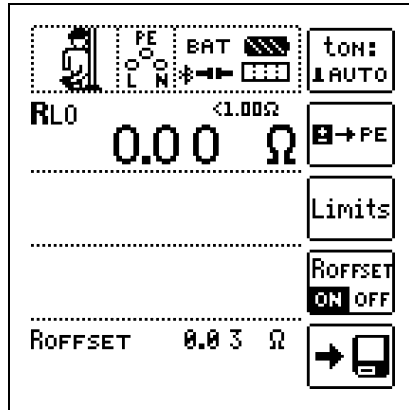 PE BAT
L N
tON:
AUTO
RLO <1.00Ω
0.00 Ω
→PE
Limits
ROFFSET
ON OFF
ROFFSET 0.03 Ω